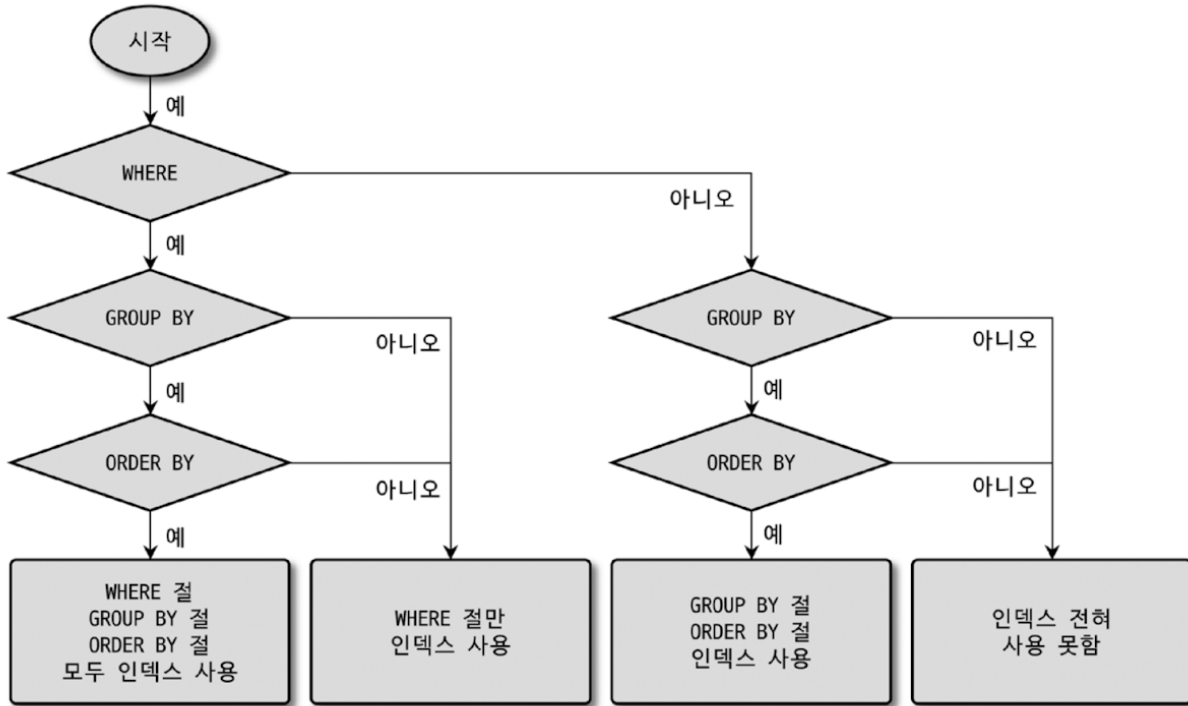 시작
예
WHERE
아니오
예
GROUP BY
아니오
GROUP BY
아니오
예
예
ORDER BY
아니오
ORDER BY
아니오
예
예
WHERE 절
GROUP BY 절
ORDER BY 절
모두 인덱스 사용
WHERE 절만
인덱스 사용
GROUP BY 절
ORDER BY 절
인덱스 사용
인덱스 전혀
사용 못함